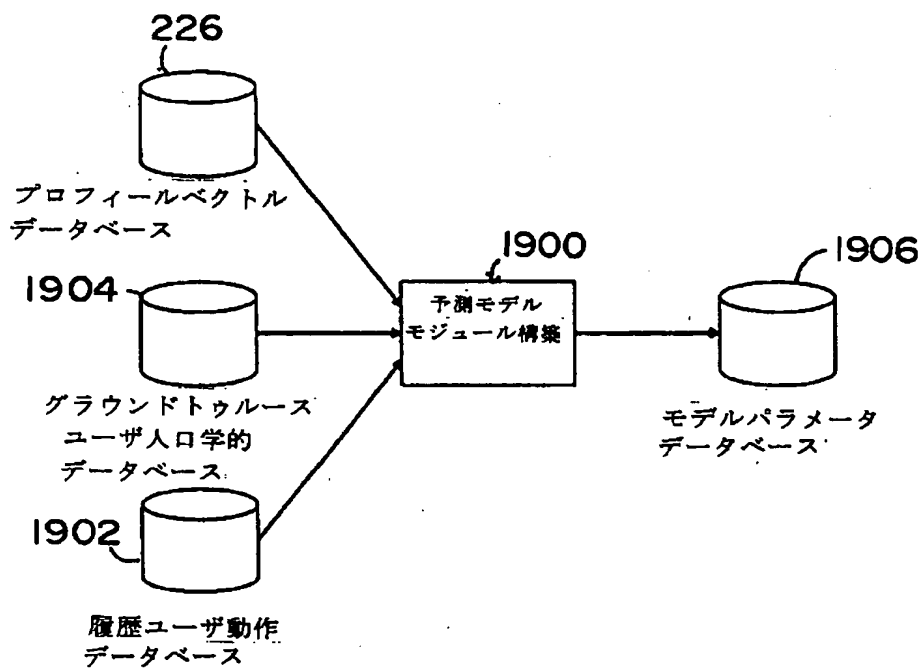 226
プロフィールベクトル
データベース
1904
グラウンドトゥルース
ユーザ人口学的
データベース
1902
履歴ユーザ動作
データベース
1900
予測モデル
モジュール構築
1906
モデルパラメータ
データベース